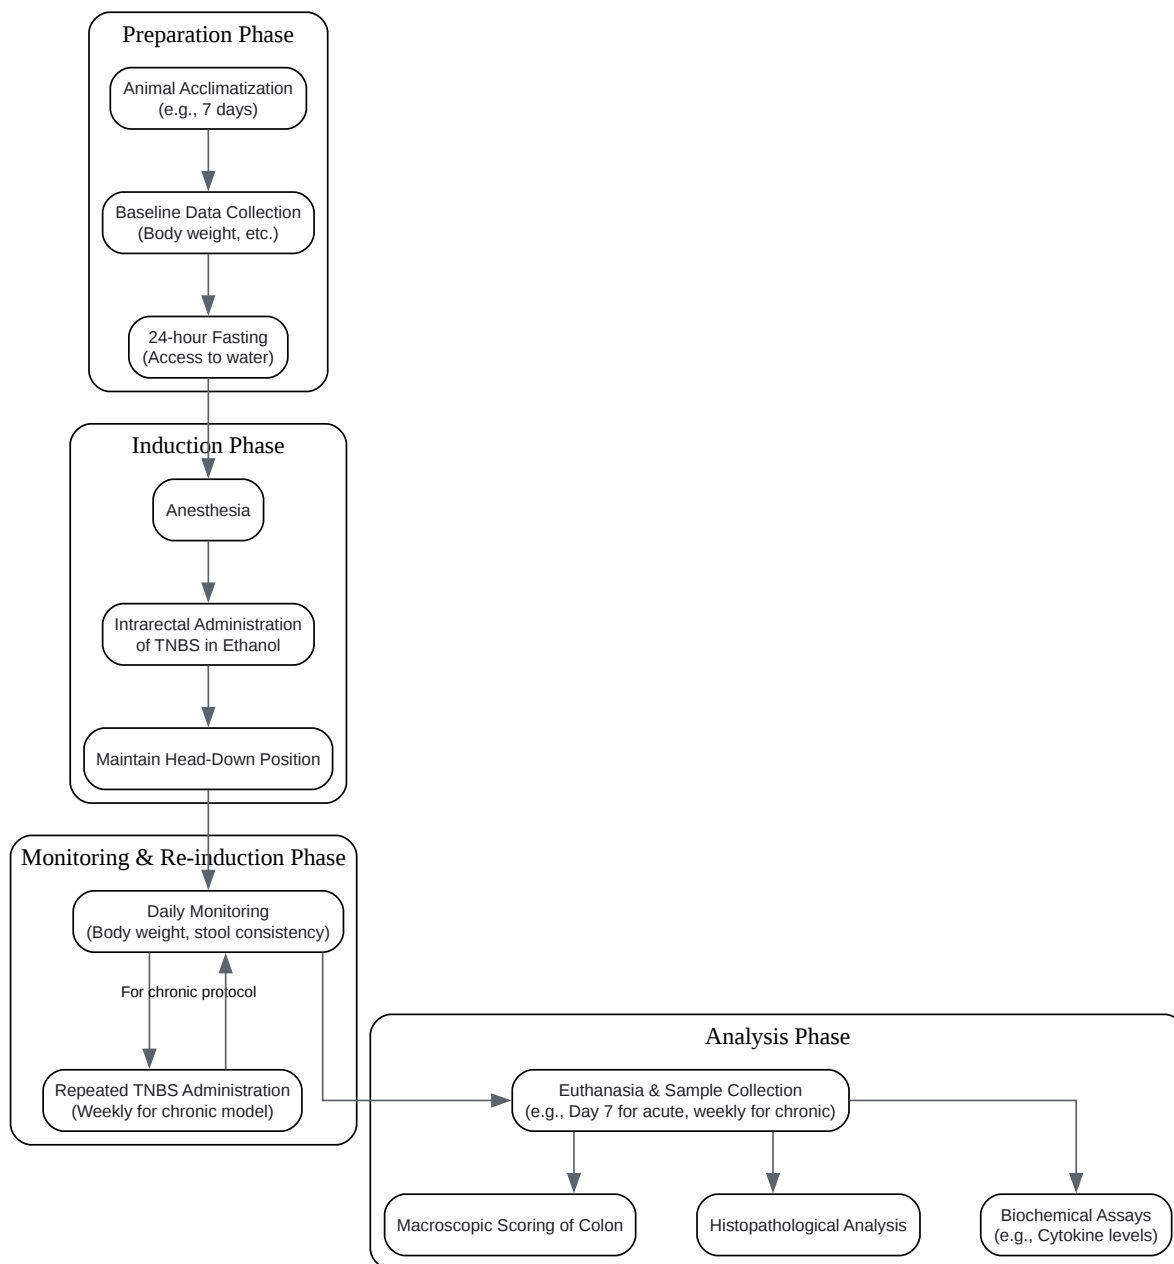 Preparation Phase
Animal Acclimatization
(e.g., 7 days)
Baseline Data Collection
(Body weight, etc.)
24-hour Fasting
(Access to water)
Induction Phase
Anesthesia
Intrarectal Administration
of TNBS in Ethanol
Maintain Head-Down Position
Monitoring & Re-induction Phase
Daily Monitoring
(Body weight, stool consistency)
For chronic protocol
Repeated TNBS Administration
(Weekly for chronic model)
Analysis Phase
Euthanasia & Sample Collection
(e.g., Day 7 for acute, weekly for chronic)
Macroscopic Scoring of Colon
Histopathological Analysis
Biochemical Assays
(e.g., Cytokine levels)